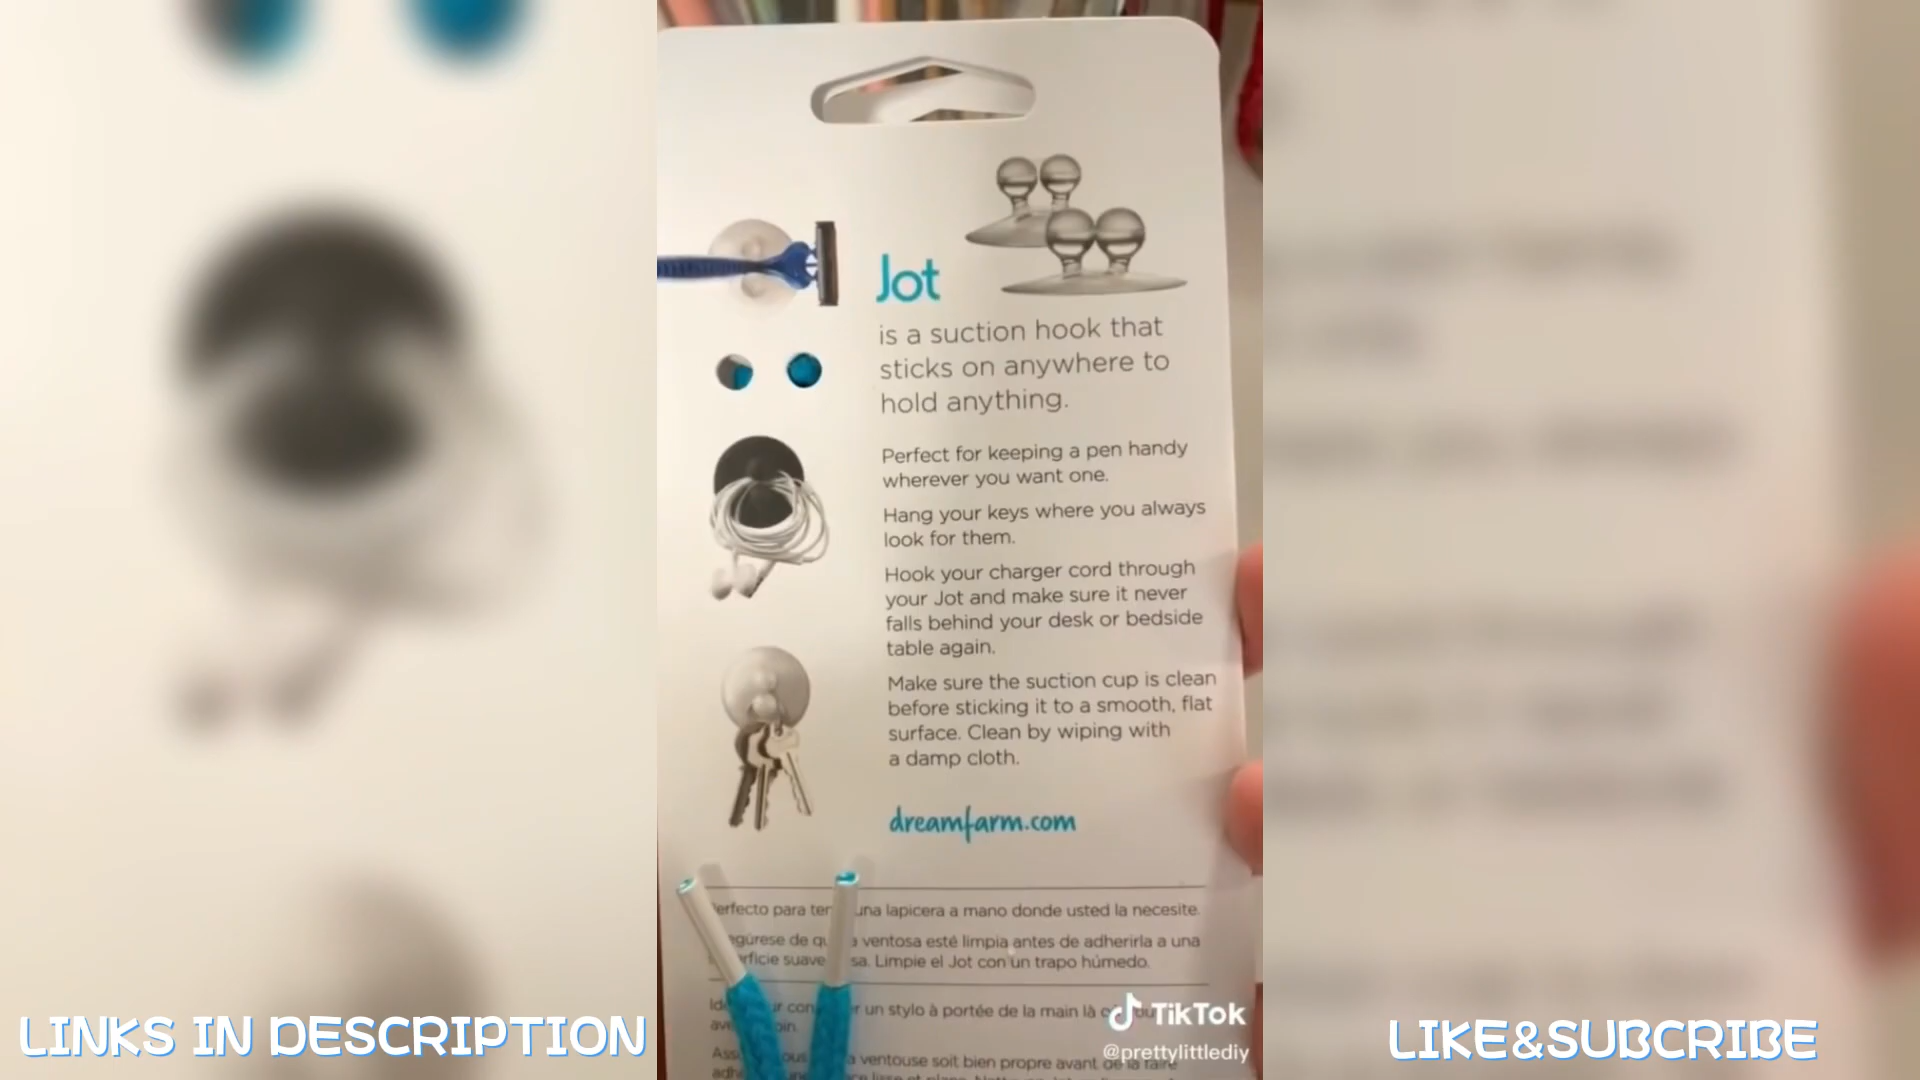 Jot
is a suction hook that
sticks on anywhere to
hold anything.
Perfect for keeping a pen handy
wherever you want one.
Hang your keys where you always
look for them.
Hook your charger cord through
your Jot and make sure it never
falls behind your desk or bedside
table again.
Make sure the suction cup is clean
before sticking it to a smooth, flat
surface. Clean by wiping with
a damp cloth.
dreamfarm.com
una lapicera a mano donde usted la necesite.
ventosa esté limpia antes de adherirla a una
Limpie el Jot con un trapo húmedo.
un stylo à portée de la main là
ventouse soit bien propre avant de la faire
TikTok
@prettylittlediy
LINKS IN DESCRIPTION
LIKE&SUBCRIBE